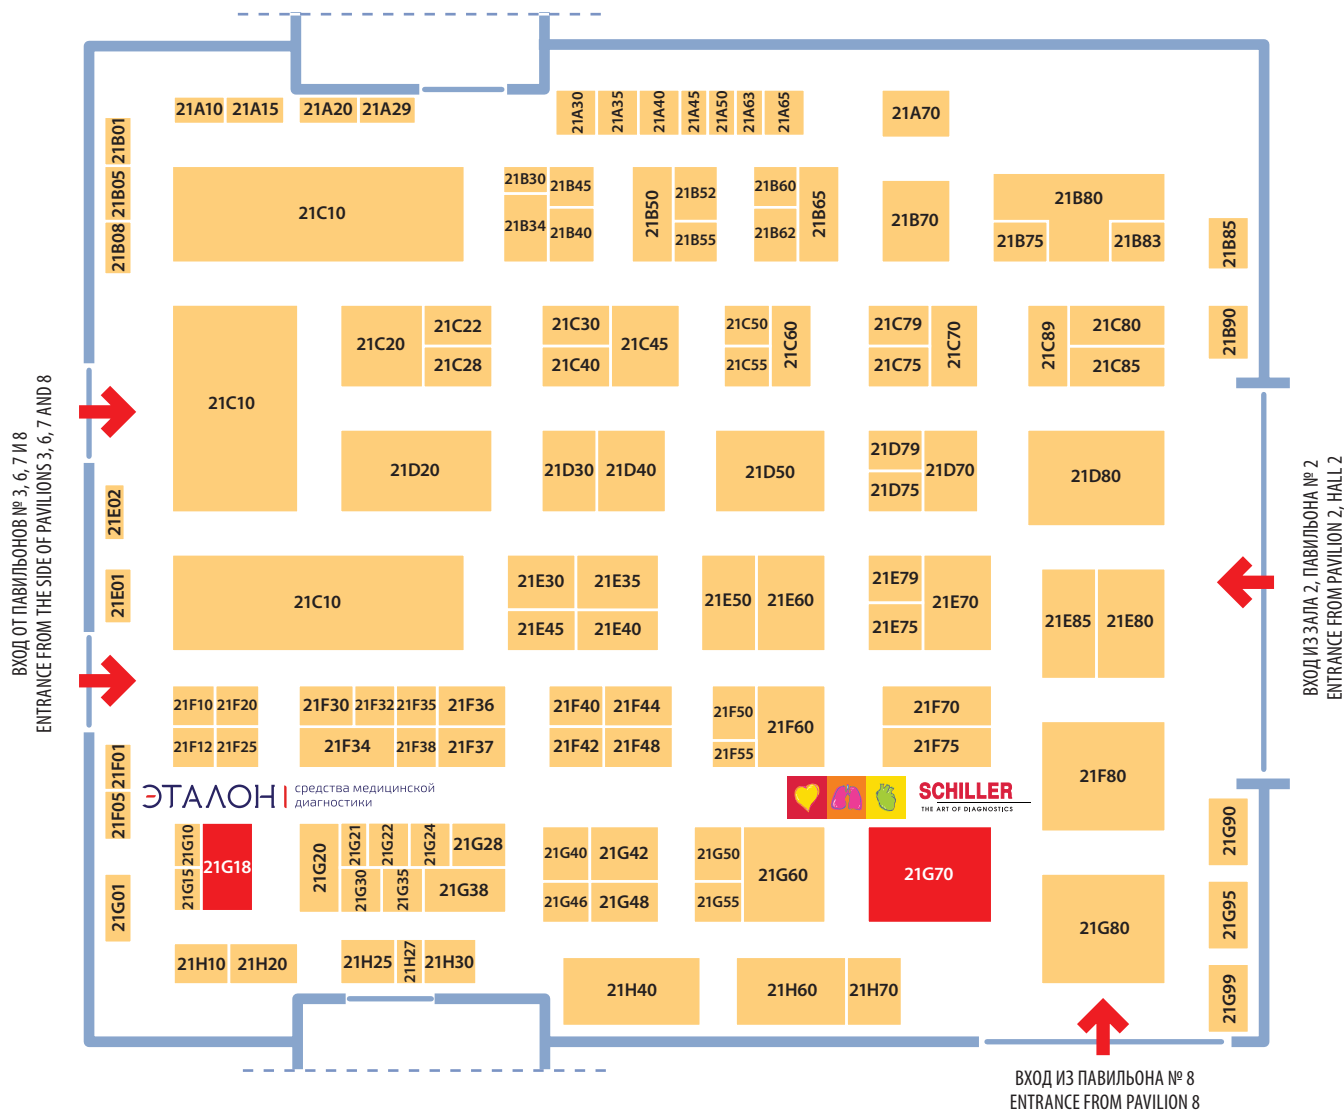 21A10 21A15 21A20 21A29 21A30 21A35 21A40 21A45 21A50 21A63 21A65 21A70
21B01
21B05
21B08
21C10
21B30 21B45
21B34 21B40
21B50
21B52
21B55
21B60
21B62
21B65
21B70
21B80
21B75 21B83
21B85
21B90
21C10
21C20
21C22
21C28
21C30
21C40
21C45
21C50
21C55
21C60
21C79
21C75
21C70
21C89
21C80
21C85
ВХОД ОТ ПАВИЛЬОНОВ № 3, 6, 7 И 8
ENTRANCE FROM THE SIDE OF PAVILIONS 3, 6, 7 AND 8
21D20
21D30 21D40
21D50
21D79
21D75
21D70
21D80
ВХОД ИЗ ЗАЛА 2, ПАВИЛЬОНА № 2
ENTRANCE FROM PAVILION 2, HALL 2
21E02
21E01
21C10
21E30 21E35
21E45 21E40
21E50 21E60
21E79
21E75
21E70
21E85 21E80
21F10 21F20
21F12 21F25
21F30 21F32 21F35 21F36
21F34 21F38 21F37
21F40 21F44
21F42 21F48
21F50
21F55
21F60
21F70
21F75
21F80
21F01
21F05
ЭТАЛОН
средства медицинской
диагностики
SCHILLER
THE ART OF DIAGNOSTICS
21G01
21G10
21G15
21G18
21G20
21G21 21G22 21G24 21G28
21G30 21G35 21G38
21G40 21G42
21G46 21G48
21G50
21G55
21G60
21G70
21G80
21G90
21G95
21G99
21H10 21H20
21H25 21H27 21H30
21H40
21H60 21H70
ВХОД ИЗ ПАВИЛЬОНА № 8
ENTRANCE FROM PAVILION 8